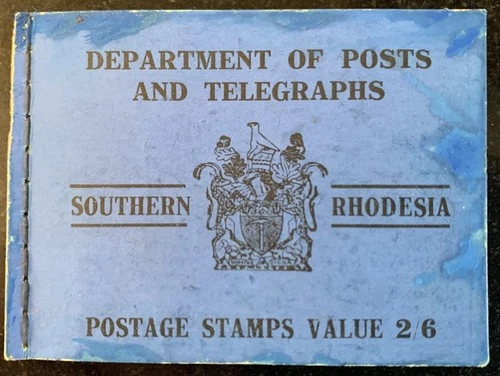 DEPARTMENT OF POSTS
AND TELEGRAPHS
SOUTHERN RHODESIA
POSTAGE STAMPS VALUE 2/6